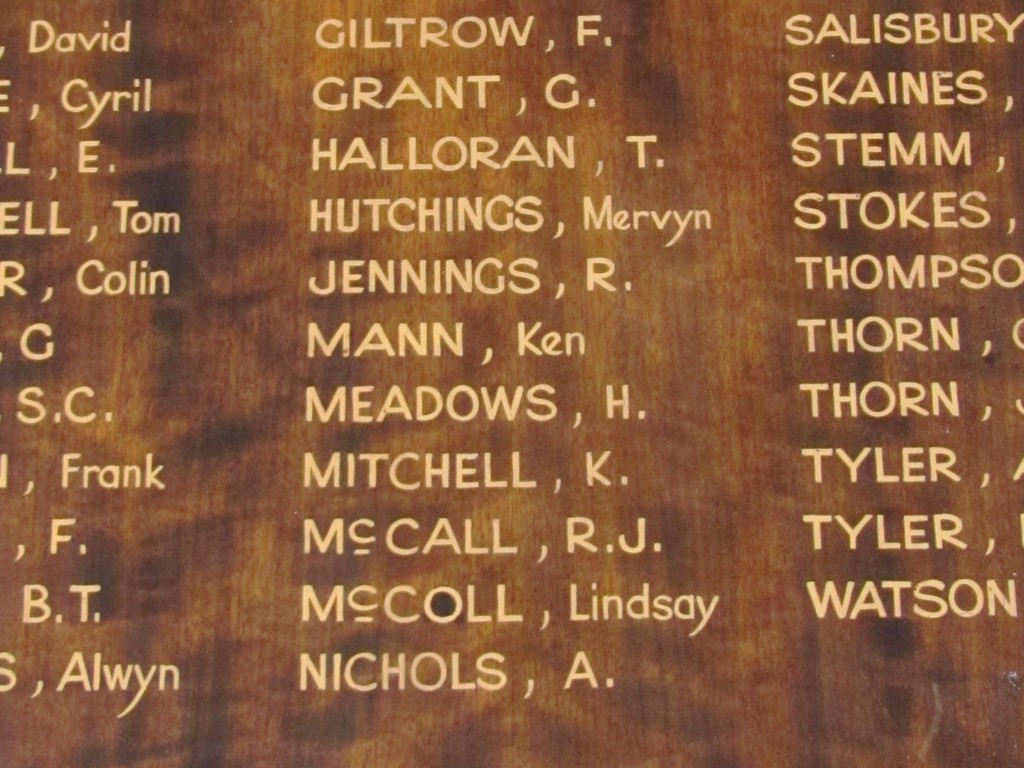 , David
E, Cyril
LL, E.
ELL, Tom
R, Colin
, G
. S.C.
N, Frank
, F.
B.T.
S, Alwyn
GILTROW, F.
GRANT, G.
HALLORAN, T.
HUTCHINGS, Mervyn
JENNINGS, R.
MANN, Ken
MEADOWS, H.
MITCHELL, K.
McCALL, R.J.
McCOLL, Lindsay
NICHOLS, A.
SALISBURY
SKAINES,
STEMM,
STOKES,
THOMPSO
THORN,
THORN,
TYLER,
TYLER,
WATSON